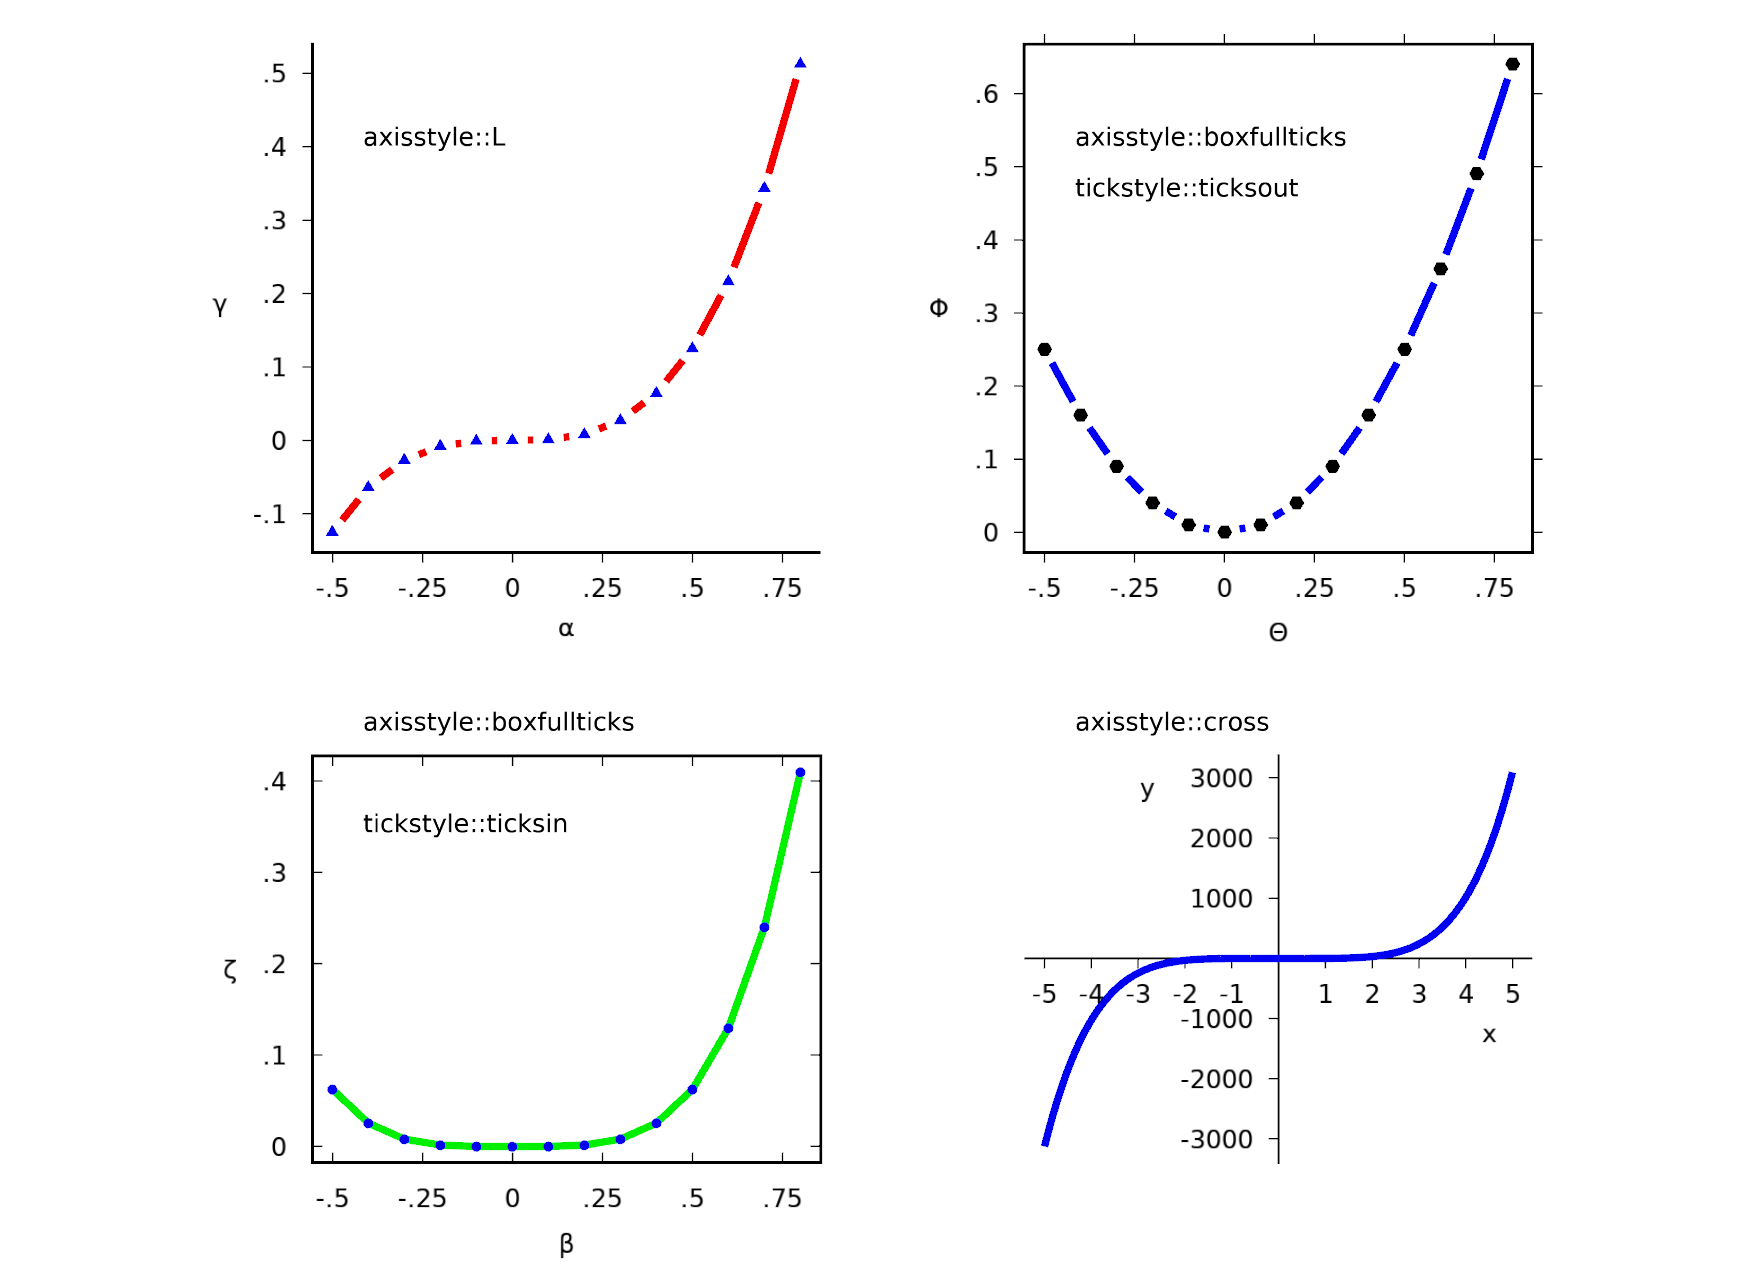 axisstyle::L
.5
.4
.3
.2
.1
0
-.1
γ
-.5 -.25 0 .25 .5 .75
α
axisstyle::boxfullticks
tickstyle::ticksout
.6
.5
.4
.3
.2
.1
0
Φ
-.5 -.25 0 .25 .5 .75
Θ
axisstyle::boxfullticks
tickstyle::ticksin
.4
.3
.2
.1
0
ζ
-.5 -.25 0 .25 .5 .75
β
axisstyle::cross
y
3000
2000
1000
-5 -4 -3 -2 -1 1 2 3 4 5
x
-1000
-2000
-3000